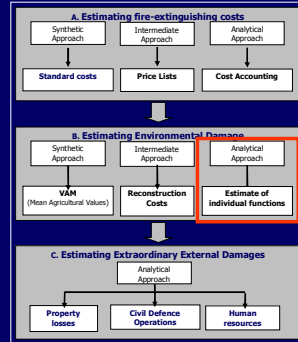 A. Estimating fire-extinguishing costs
Synthetic Approach
Intermediate Approach
Analytical Approach
Standard costs
Price Lists
Cost Accounting
B. Estimating Environmental Damage
Synthetic Approach
Intermediate Approach
Analytical Approach
VAM
(Mean Agricultural Values)
Reconstruction Costs
Estimate of individual functions
C. Estimating Extraordinary External Damages
Analytical Approach
Property losses
Civil Defence Operations
Human resources